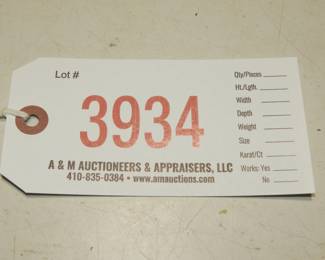 Lot #
3934
A & M AUCTIONEERS & APPRAISERS, LLC
410-835-0384 • www.amauctions.com
Qty/Pieces
Ht./Lgth.
Width
Depth
Weight
Size
Karat/Ct
Works: Yes
No